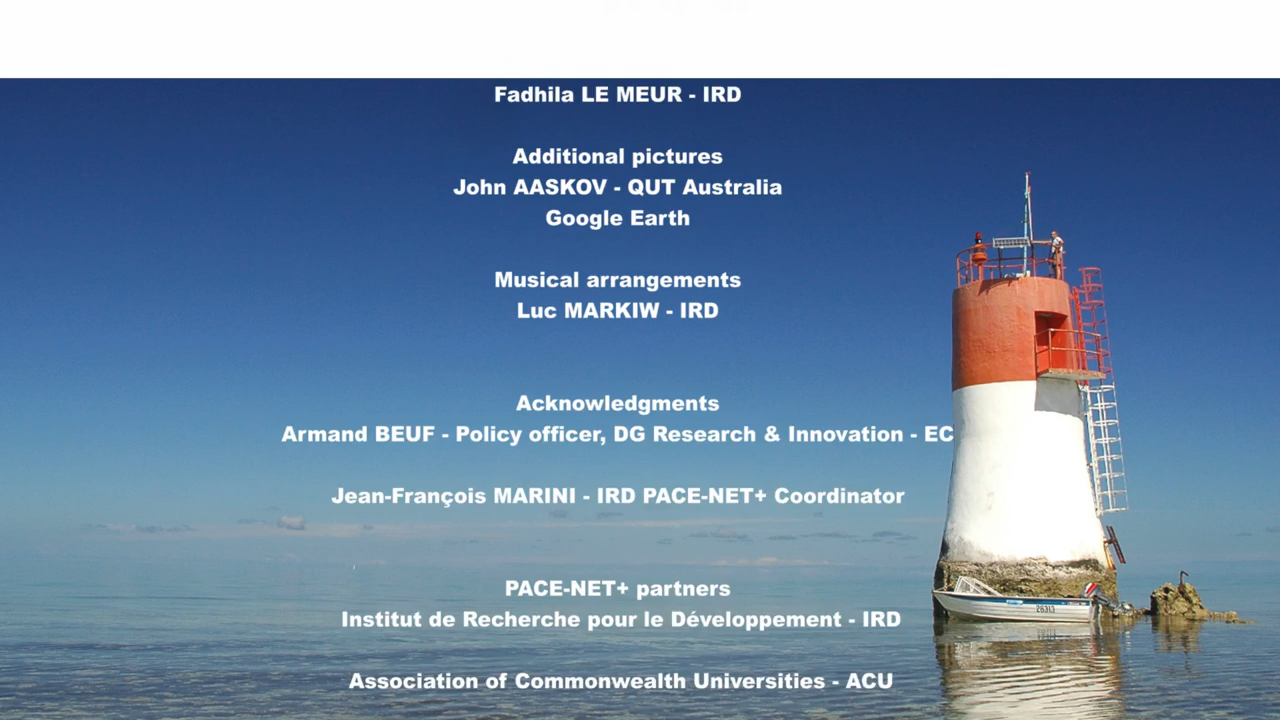 Fadhila LE MEUR - IRD
Additional pictures
John AASKOV - QUT Australia
Google Earth
Musical arrangements
Luc MARKIW - IRD
Acknowledgments
Armand BEUF - Policy officer, DG Research & Innovation - EC
Jean-François MARINI - IRD PACE-NET+ Coordinator
PACE-NET+ partners
Institut de Recherche pour le Développement - IRD
26313
Association of Commonwealth Universities - ACU